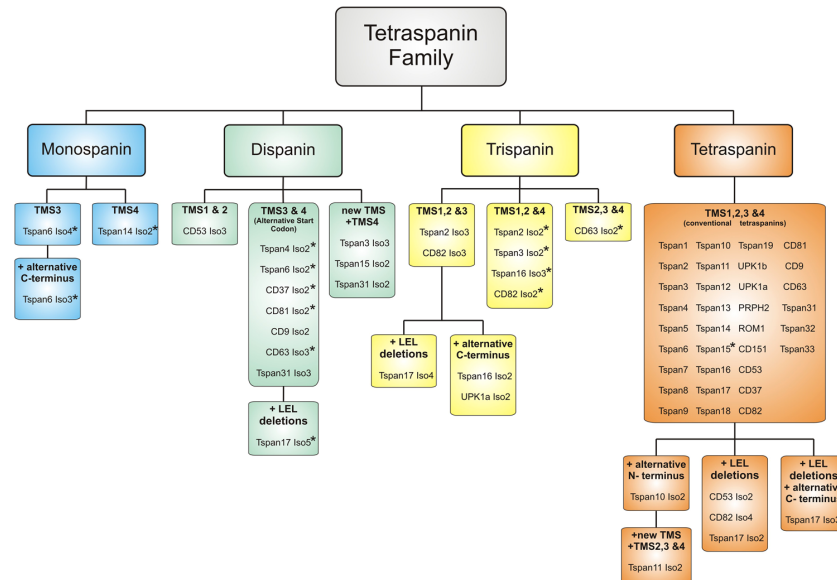 Tetraspanin
Family
Monospanin
Dispanin
Trispanin
Tetraspanin
TMS3
Tspan6 Iso4*
+ alternative
C-terminus
Tspan6 Iso3*
TMS4
Tspan14 Iso2*
TMS1 & 2
CD53 Iso3
TMS3 & 4
(Alternative Start
Codon)
Tspan4 Iso2*
Tspan6 Iso2*
CD37 Iso2*
CD81 Iso2*
CD9 Iso2
CD63 Iso3*
Tspan31 Iso3
+ LEL
deletions
Tspan17 Iso5*
new TMS
+TMS4
Tspan3 Iso3
Tspan15 Iso2
Tspan31 Iso2
TMS1,2 &3
Tspan2 Iso3
CD82 Iso3
+ LEL
deletions
Tspan17 Iso4
+ alternative
C-terminus
Tspan16 Iso2
UPK1a Iso2
TMS1,2 &4
Tspan2 Iso2*
Tspan3 Iso2*
Tspan16 Iso3*
CD82 Iso2*
TMS2,3 &4
CD63 Iso2*
TMS1,2,3 &4
(conventional tetraspanins)
Tspan1 Tspan10 Tspan19 CD81
Tspan2 Tspan11 UPK1b CD9
Tspan3 Tspan12 UPK1a CD63
Tspan4 Tspan13 PRPH2 Tspan31
Tspan5 Tspan14 ROM1 Tspan32
Tspan6 Tspan15* CD151 Tspan33
Tspan7 Tspan16 CD53
Tspan8 Tspan17 CD37
Tspan9 Tspan18 CD82
+ alternative
N- terminus
Tspan10 Iso2
+new TMS
+TMS2,3 &4
Tspan11 Iso2
+ LEL
deletions
CD53 Iso2
CD82 Iso4
Tspan17 Iso2
+ LEL
deletions
+ alternative
C- terminus
Tspan17 Iso3